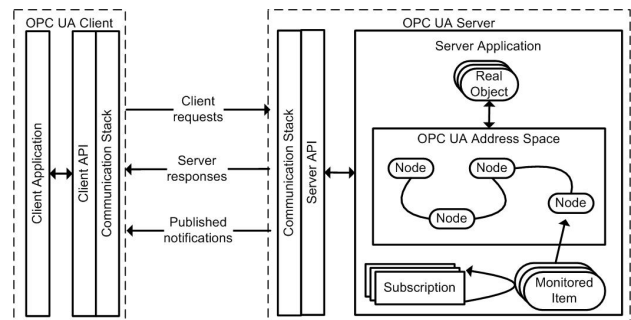 OPC UA Client
Client Application
Client API
Communication Stack
Client
requests
Server
responses
Published
notifications
OPC UA Server
Communication Stack
Server API
Server Application
Real
Object
OPC UA Address Space
Node
Node
Node
Node
Subscription
Monitored
Item